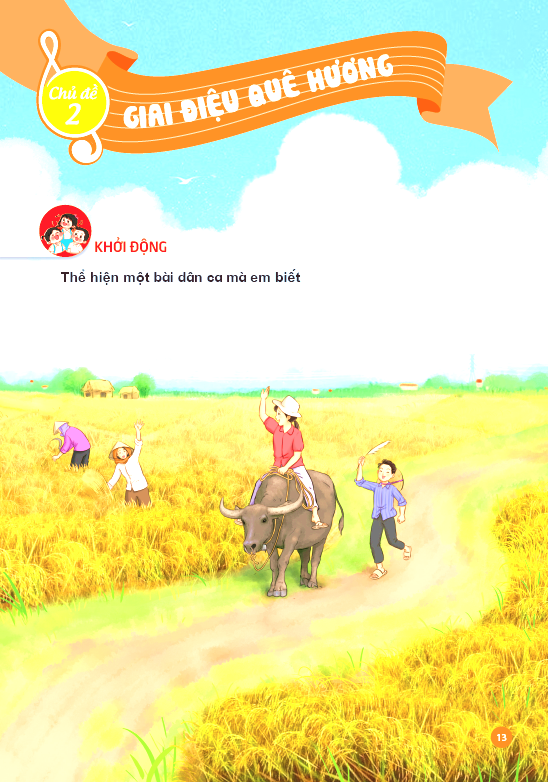 Chủ đề
2
GIAI ĐIỆU QUÊ HƯƠNG
KHỞI ĐỘNG
Thể hiện một bài dân ca mà em biết
13